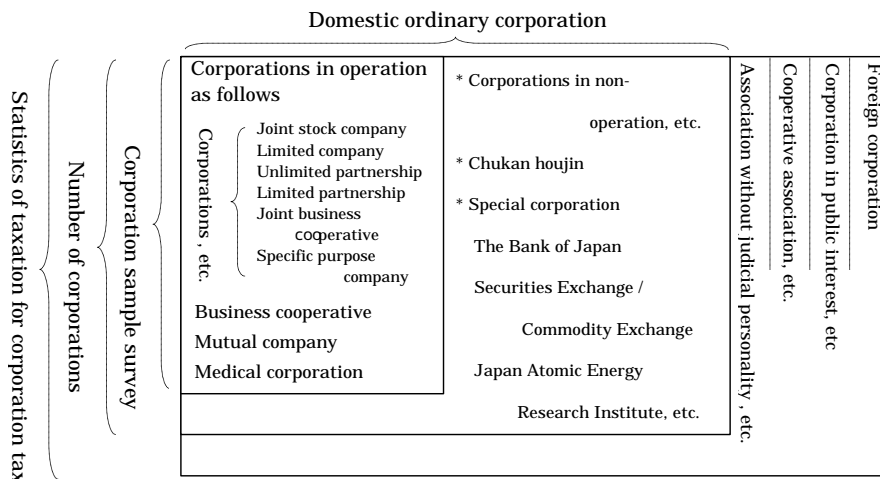 Domestic ordinary corporation
Statistics of taxation for corporation tax
Number of corporations
Corporation sample survey
Corporations in operation
as follows
Corporations , etc.
Joint stock company
Limited company
Unlimited partnership
Limited partnership
Joint business
cooperative
Specific purpose
company
Business cooperative
Mutual company
Medical corporation
* Corporations in non-
operation, etc.
* Chukan houjin
* Special corporation
The Bank of Japan
Securities Exchange /
Commodity Exchange
Japan Atomic Energy
Research Institute, etc.
Association without judicial personality , etc.
Cooperative association, etc.
Corporation in public interest, etc
Foreign corporation